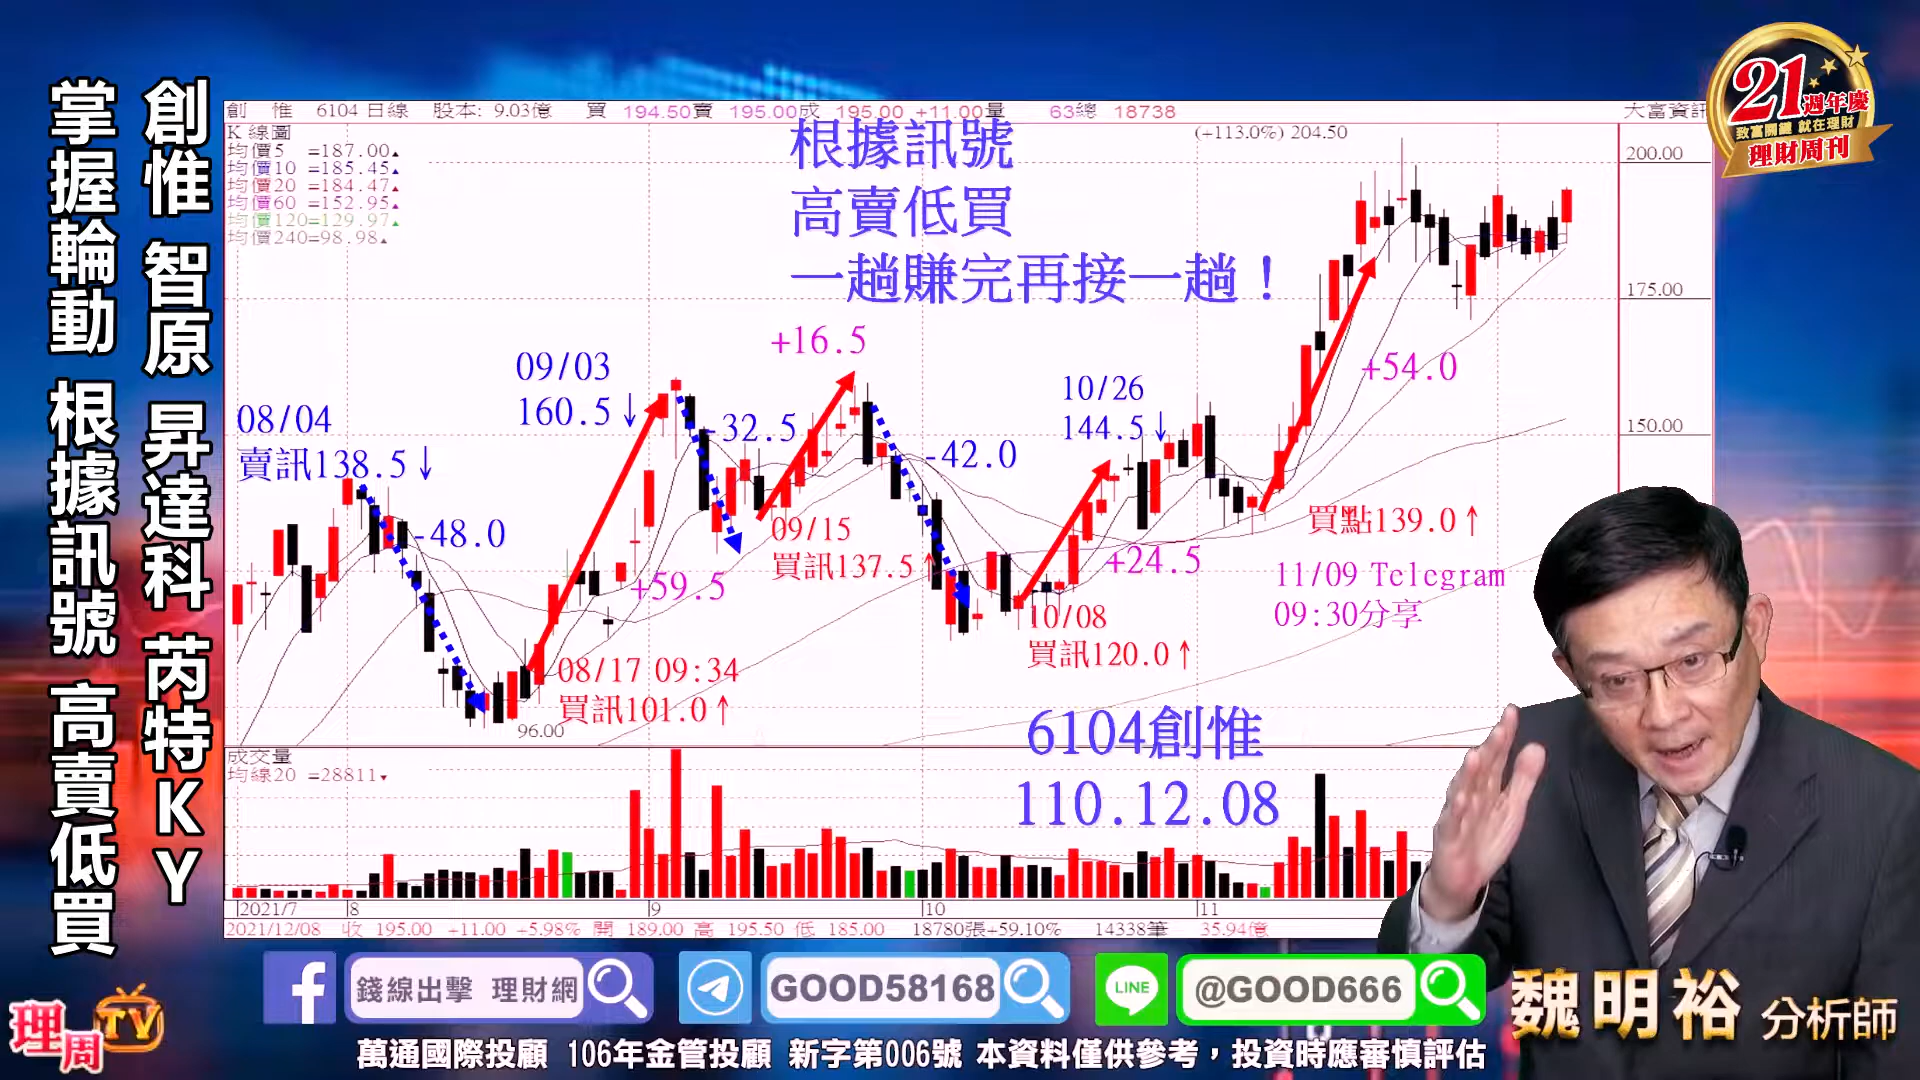 創惟 智原 昇達科 芮特KY
掌握輪動 根據訊號 高賣低買
創 惟 6104 日線 股本: 9.03億 買 194.50賣 195.00成 195.00 +11.00量 63總 18738 大富資訊
K 線圖
均價5 =187.00▲
均價10 =185.45▲
均價20 =184.47▲
均價60 =152.95▲
均價120=129.97▲
均價240=98.98▲
根據訊號
高賣低買
一趟賺完再接一趟！
(+113.0%) 204.50
200.00
175.00
150.00
08/04
賣訊138.5↓
-48.0
09/03
160.5↓
+59.5
08/17 09:34
買訊101.0↑
96.00
-32.5
+16.5
09/15
買訊137.5↑
-42.0
10/26
144.5↓
+24.5
10/08
買訊120.0↑
+54.0
買點139.0↑
11/09 Telegram
09:30分享
6104創惟
110.12.08
成交量
均線20 =28811▼
2021/7 8 9 10 11
2021/12/08 收 195.00 +11.00 +5.98% 開 189.00 高 195.50 低 185.00 18780張+59.10% 14338筆 35.94億
21週年慶
致富關鍵 就在理財
理財周刊
f 錢線出擊 理財網
GOOD58168
LINE @GOOD666
魏明裕 分析師
理周TV
萬通國際投顧 106年金管投顧 新字第006號 本資料僅供參考，投資時應審慎評估